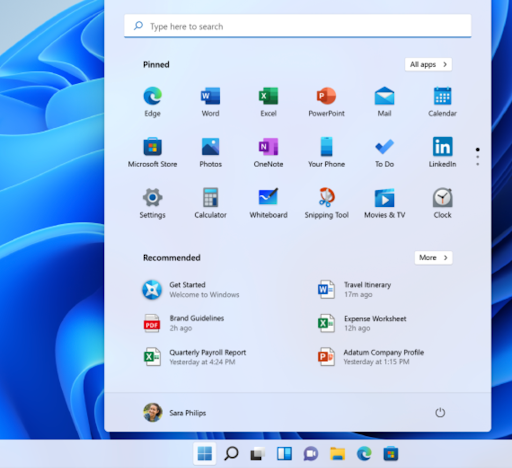 Type here to search
Pinned
All apps >
Edge
Word
Excel
PowerPoint
Mail
Calendar
Microsoft Store
Photos
OneNote
Your Phone
To Do
LinkedIn
Settings
Calculator
Whiteboard
Snipping Tool
Movies & TV
Clock
Recommended
More >
Get Started
Welcome to Windows
Travel Itinerary
17m ago
PDF
Brand Guidelines
2h ago
Expense Worksheet
12h ago
Quarterly Payroll Report
Yesterday at 4:24 PM
Adatum Company Profile
Yesterday at 1:15 PM
Sara Philips